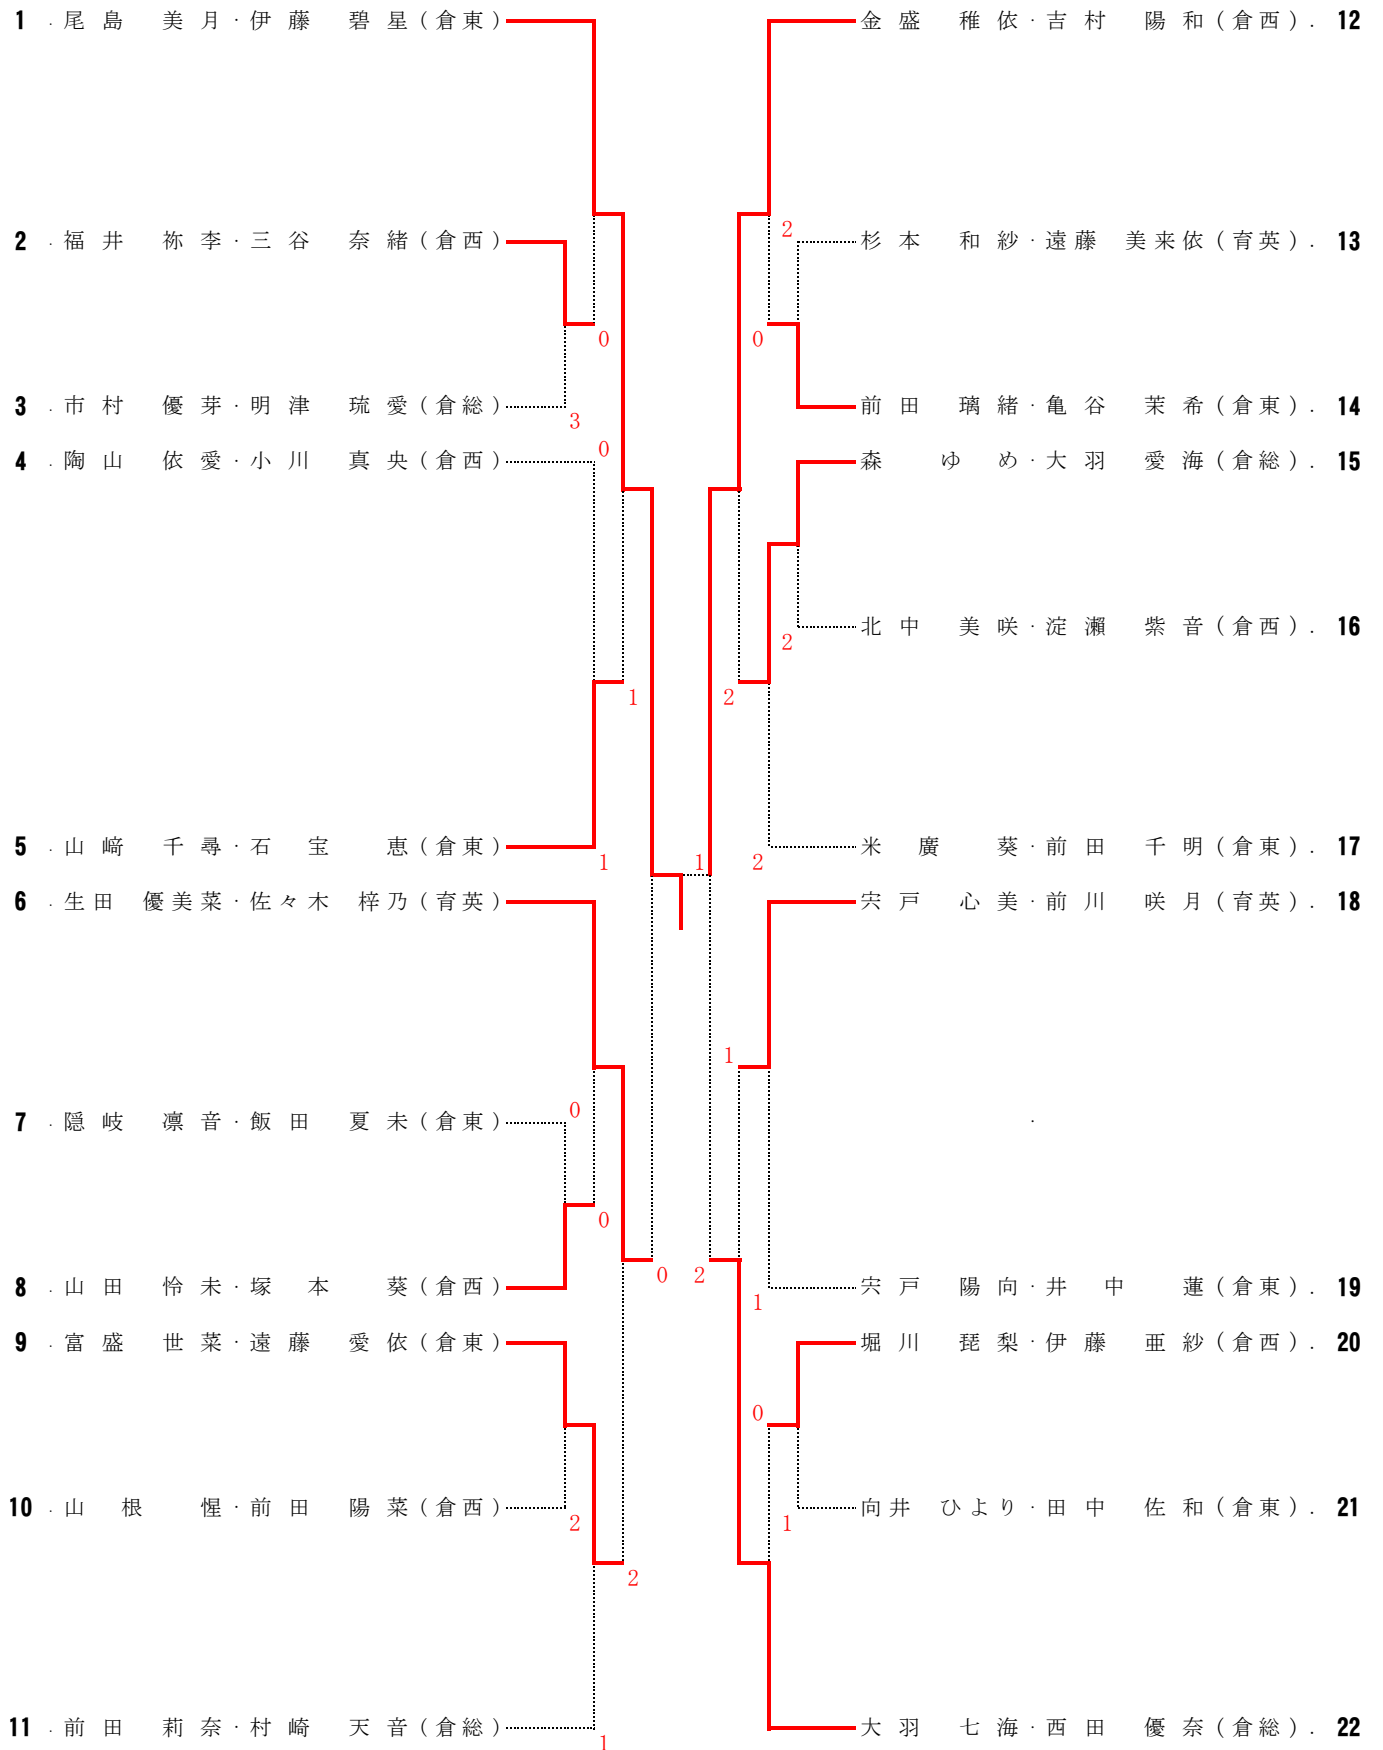 1 . 尾島 美月・伊藤 碧星(倉東)
2 . 福井 祢李・三谷 奈緒(倉西)
0
3 . 市村 優芽・明津 琉愛(倉総)
3
0
4 . 陶山 依愛・小川 真央(倉西)
1
5 . 山﨑 千尋・石宝 恵(倉東)
1
6 . 生田 優美菜・佐々木 梓乃(育英)
0
7 . 隠岐 凛音・飯田 夏未(倉東)
0
0
8 . 山田 怜未・塚本 葵(倉西)
9 . 富盛 世菜・遠藤 愛依(倉東)
10 . 山根 惺・前田 陽菜(倉西)
2
2
11 . 前田 莉奈・村崎 天音(倉総)
1
金盛 稚依・吉村 陽和(倉西). 12
2
杉本 和紗・遠藤 美来依(育英). 13
0
前田 璃緒・亀谷 茉希(倉東). 14
森 ゆめ・大羽 愛海(倉総). 15
北中 美咲・淀瀬 紫音(倉西). 16
2
2
米廣 葵・前田 千明(倉東). 17
1
2
宍戸 心美・前川 咲月(育英). 18
1
.
2
宍戸 陽向・井中 蓮(倉東). 19
1
堀川 琵梨・伊藤 亜紗(倉西). 20
0
向井 ひより・田中 佐和(倉東). 21
1
大羽 七海・西田 優奈(倉総). 22